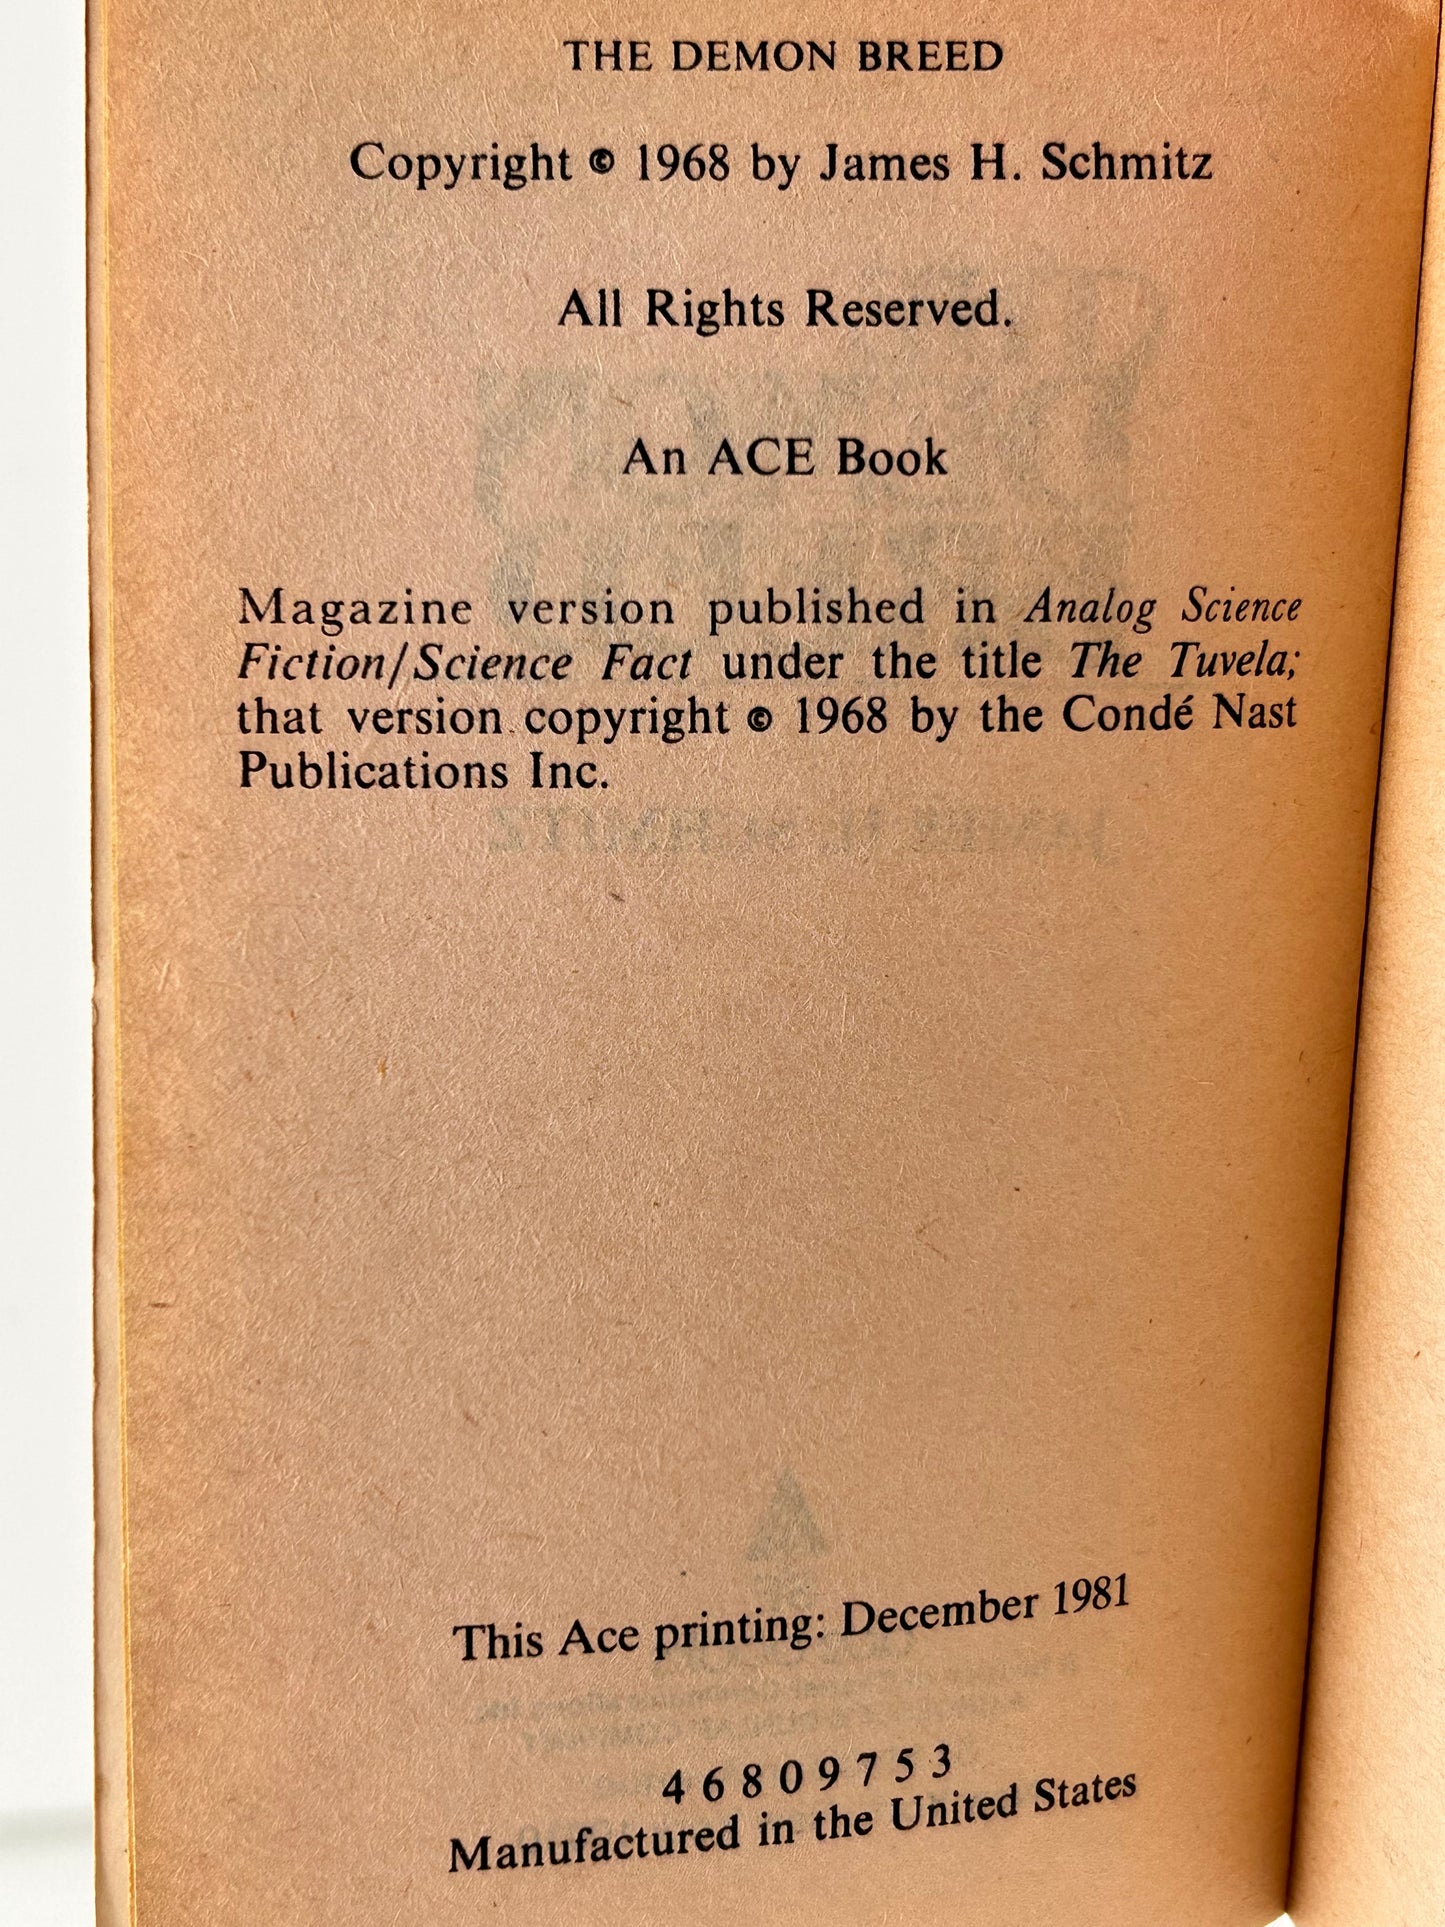 THE DEMON BREED
Copyright © 1968 by James H. Schmitz
All Rights Reserved.
An ACE Book
Magazine version published in Analog Science
Fiction/Science Fact under the title The Tuvela;
that version copyright © 1968 by the Condé Nast
Publications Inc.
This Ace printing: December 1981
4 6 8 0 9 7 5 3
Manufactured in the United States